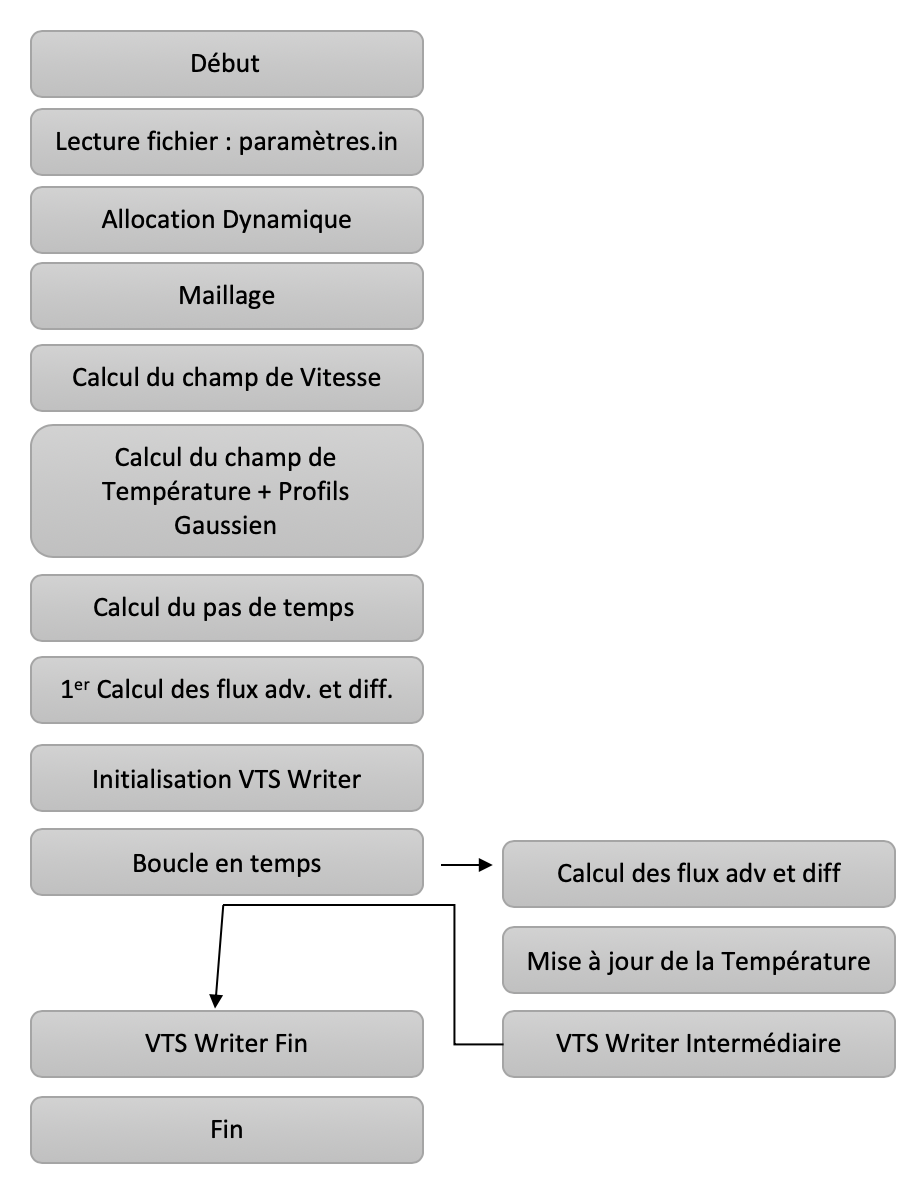 Début
Lecture fichier : paramètres.in
Allocation Dynamique
Maillage
Calcul du champ de Vitesse
Calcul du champ de
Température + Profils
Gaussien
Calcul du pas de temps
1er Calcul des flux adv. et diff.
Initialisation VTS Writer
Boucle en temps
Calcul des flux adv et diff
Mise à jour de la Température
VTS Writer Intermédiaire
VTS Writer Fin
Fin